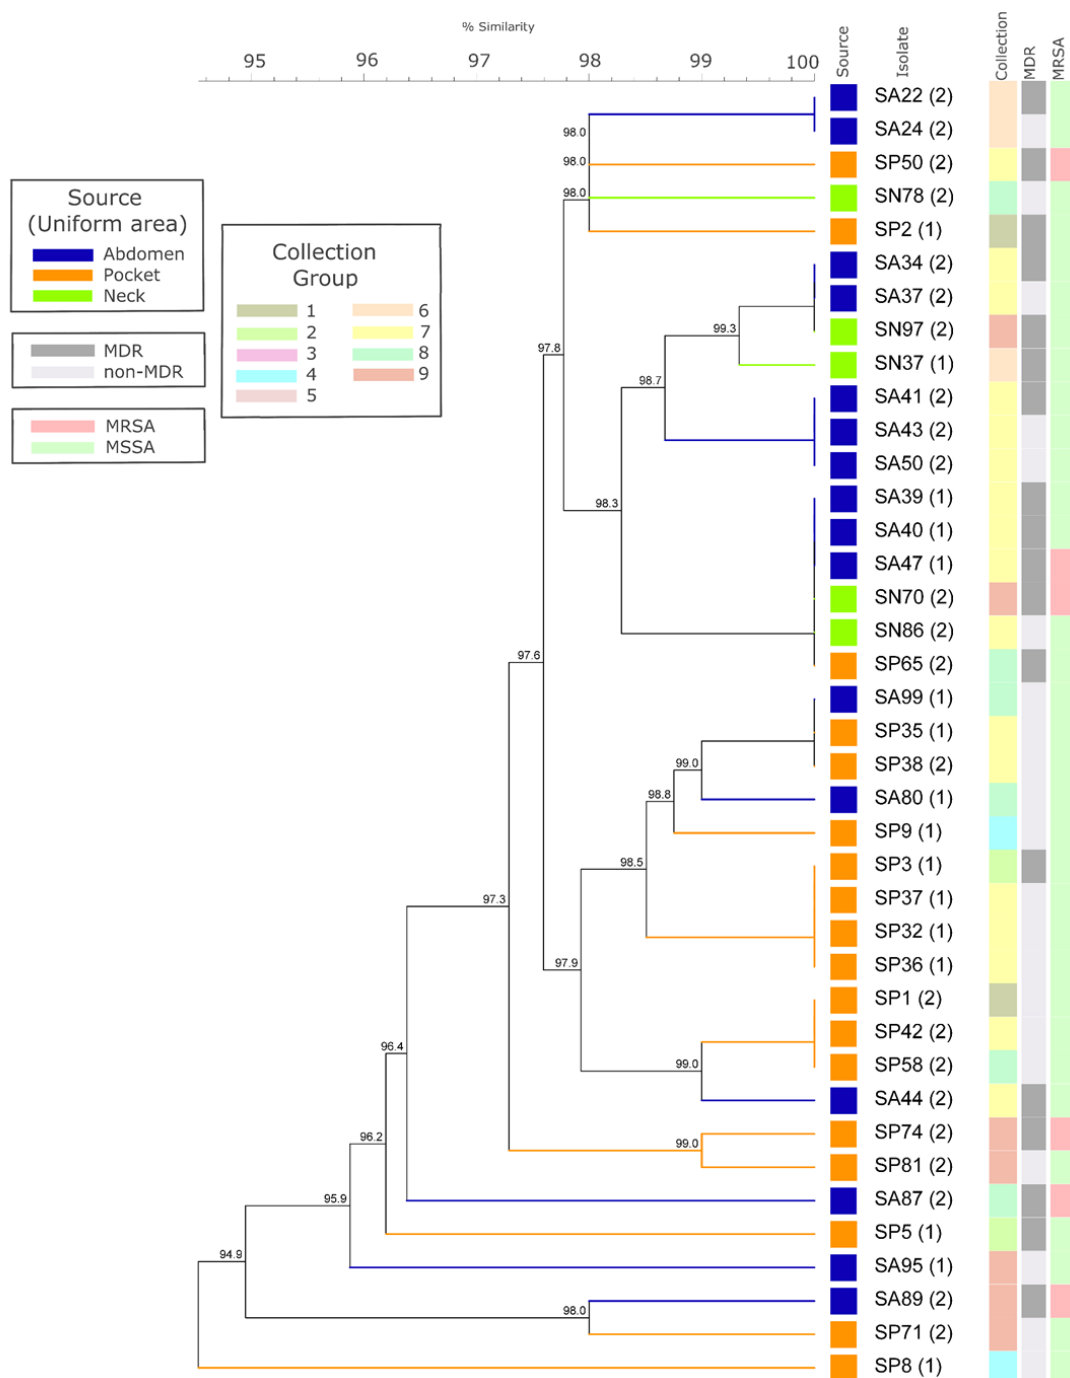 % Similarity
95 96 97 98 99 100
Source
Isolate
Collection
MDR
MRSA
Source
(Uniform area)
Abdomen
Pocket
Neck
MDR
non-MDR
MRSA
MSSA
Collection
Group
1 6
2 7
3 8
4 9
5
SA22 (2)
98.0
SA24 (2)
98.0
SP50 (2)
98.0
SN78 (2)
SP2 (1)
SA34 (2)
SA37 (2)
99.3
SN97 (2)
97.8
SN37 (1)
98.7
SA41 (2)
SA43 (2)
SA50 (2)
SA39 (1)
98.3
SA40 (1)
SA47 (1)
SN70 (2)
SN86 (2)
97.6
SP65 (2)
SA99 (1)
SP35 (1)
99.0
SP38 (2)
98.8
SA80 (1)
SP9 (1)
98.5
SP3 (1)
97.3
SP37 (1)
SP32 (1)
97.9
SP36 (1)
SP1 (2)
SP42 (2)
96.4
99.0
SP58 (2)
SA44 (2)
96.2
99.0
SP74 (2)
SP81 (2)
95.9
SA87 (2)
SP5 (1)
94.9
SA95 (1)
98.0
SA89 (2)
SP71 (2)
SP8 (1)